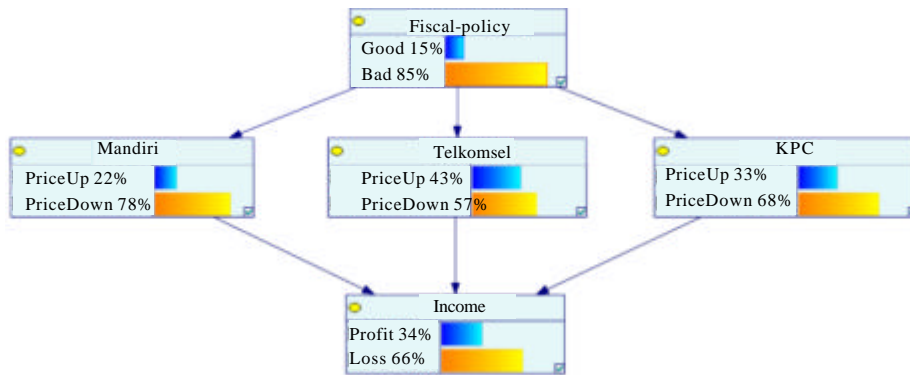 Fiscal-policy
Good 15%
Bad 85%
Mandiri
PriceUp 22%
PriceDown 78%
Telkomsel
PriceUp 43%
PriceDown 57%
KPC
PriceUp 33%
PriceDown 68%
Income
Profit 34%
Loss 66%